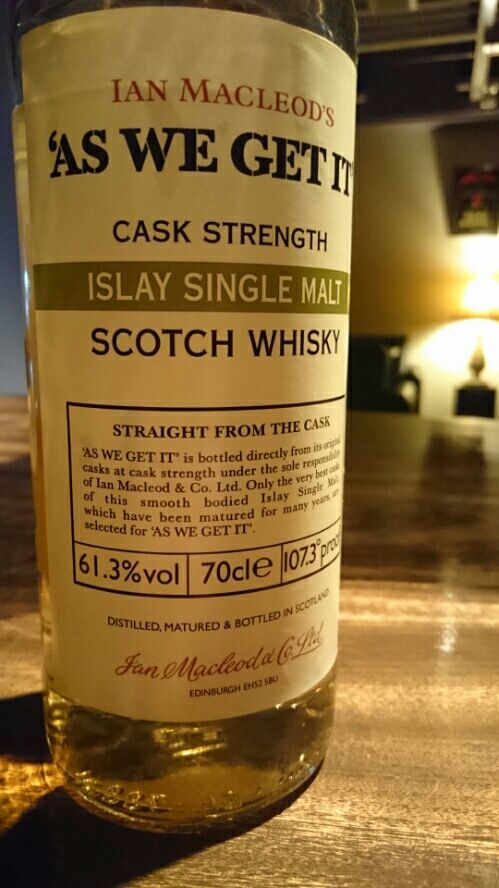 IAN MACLEOD'S
'AS WE GET IT'
CASK STRENGTH
ISLAY SINGLE MALT
SCOTCH WHISKY
STRAIGHT FROM THE CASK
'AS WE GET IT' is bottled directly from its original
casks at cask strength under the sole responsibility
of Ian Macleod & Co. Ltd. Only the very best casks
of this smooth bodied Islay Single Malt,
which have been matured for many years, are
selected for 'AS WE GET IT'.
61.3%vol 70cle 107.3°proof
DISTILLED, MATURED & BOTTLED IN SCOTLAND
Ian Macleod & Co. Ltd.
EDINBURGH EH52 5BU